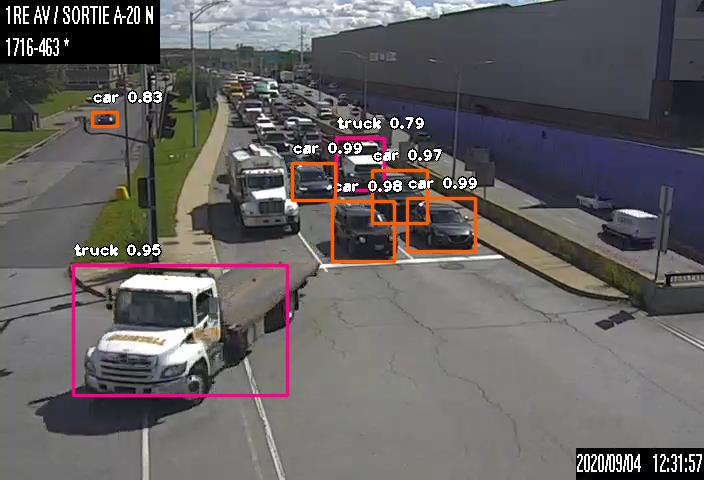 1RE AV / SORTIE A-20 N
1716-463 *
car 0.83
truck 0.79
car 0.99
car 0.97
car 0.98
car 0.99
truck 0.95
2020/09/04 12:31:57